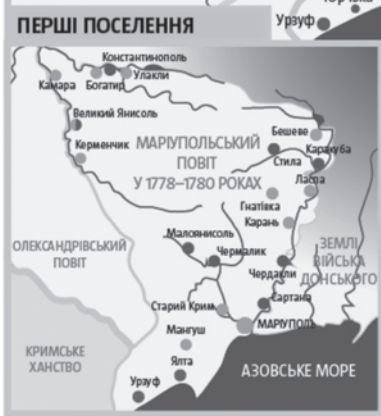 Урзуф
ПЕРШІ ПОСЕЛЕННЯ
Константинополь
Камара
Богатир
Улакли
Великий Янисоль
Керменчик
МАРІУПОЛЬСЬКИЙ
ПОВІТ
У 1778–1780 РОКАХ
Бешеве
Каракуба
Стила
Ласпа
Гнатівка
Карань
Малоянисоль
Чермалик
Чердакли
ОЛЕКСАНДРІВСЬКИЙ
ПОВІТ
ЗЕМЛІ
ВІЙСЬКА
ДОНСЬКОГО
Старий Крим
Сартана
МАРІУПОЛЬ
Мангуш
КРИМСЬКЕ
ХАНСТВО
Ялта
Урзуф
АЗОВСЬКЕ МОРЕ